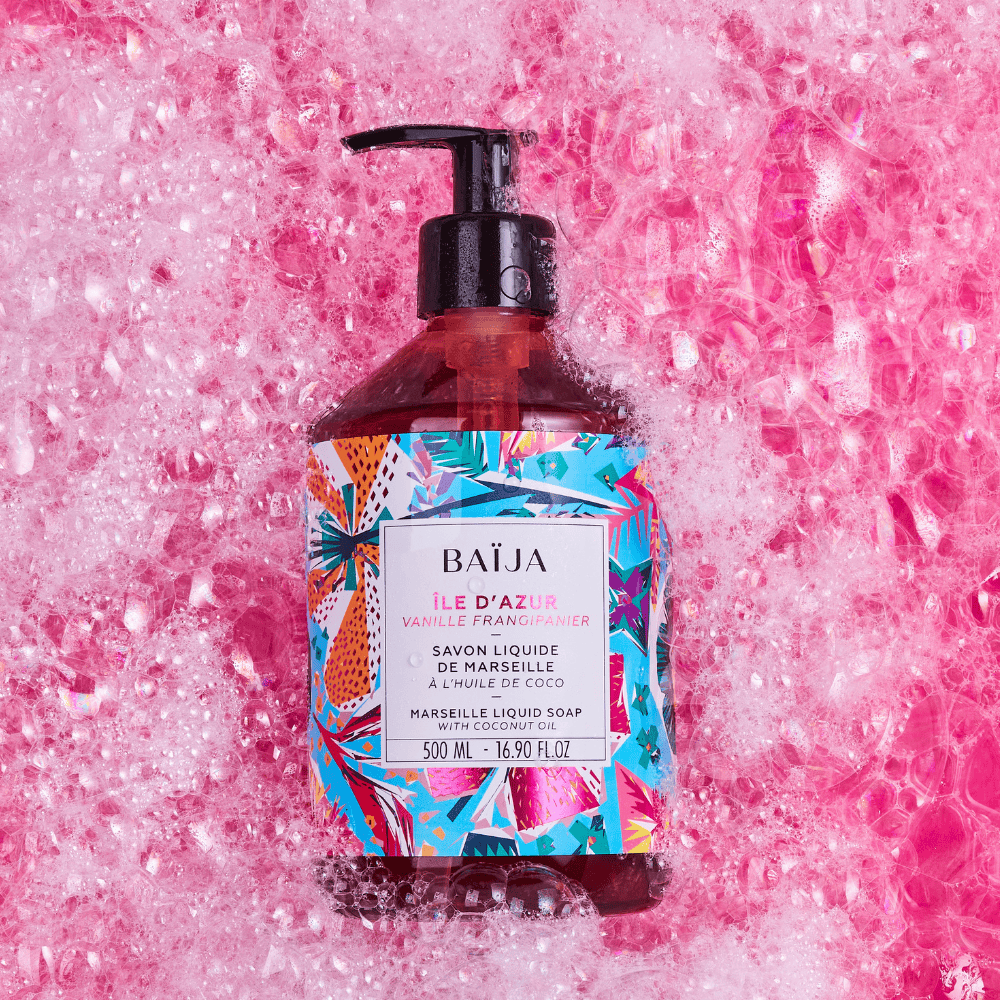 BAÏJA
ÎLE D'AZUR
VANILLE FRANGIPANIER
SAVON LIQUIDE
DE MARSEILLE
À L'HUILE DE COCO
MARSEILLE LIQUID SOAP
WITH COCONUT OIL
500 ML - 16.90 FL.OZ